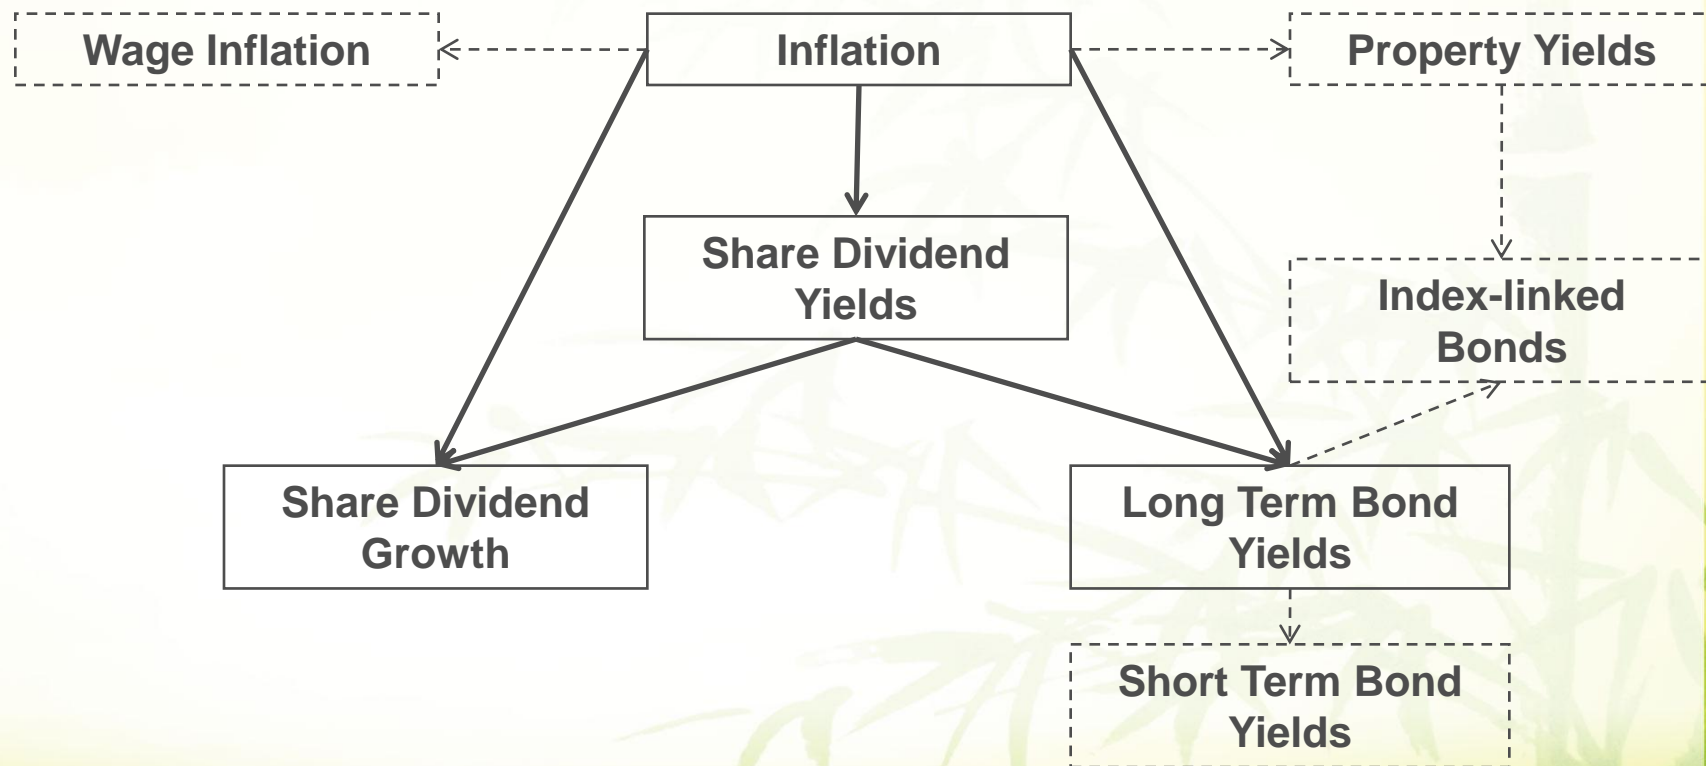 Wage Inflation
Inflation
Property Yields
Share Dividend
Yields
Index-linked
Bonds
Share Dividend
Growth
Long Term Bond
Yields
Short Term Bond
Yields